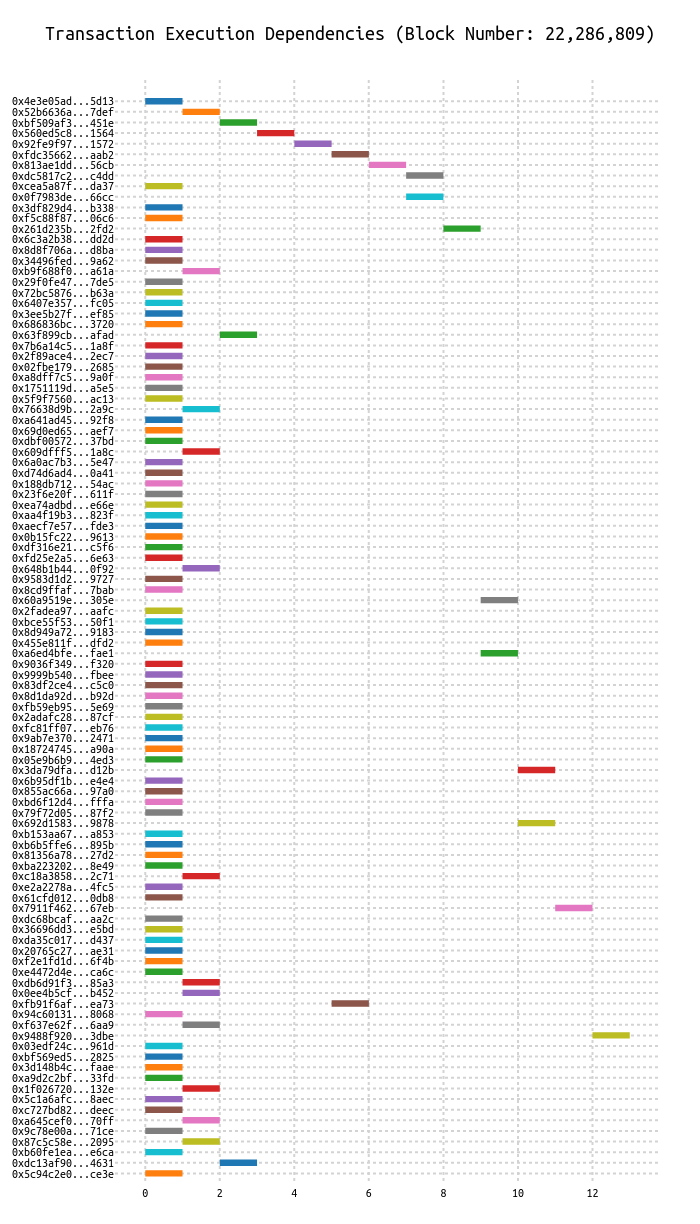 Transaction Execution Dependencies (Block Number: 22,286,809)
0x4e3e05ad...5d13
0x52b6636a...7def
0xbf509af3...451e
0x560ed5c8...1564
0x92fe9f97...1572
0xfdc35662...aab2
0x813ae1dd...56cb
0xdc5817c2...c4dd
0xcea5a87f...da37
0x0f7983de...66cc
0x3df829d4...b338
0xf5c88f87...06c6
0x261d235b...2fd2
0x6c3a2b38...dd2d
0x8d8f706a...d8ba
0x34496fed...9a62
0xb9f688f0...a61a
0x29f0fe47...7de5
0x72bc5876...b63a
0x6407e357...fc05
0x3ee5b27f...ef85
0x686836bc...3720
0x63f899cb...afad
0x7b6a14c5...1a8f
0x2f89ace4...2ec7
0x02fbe179...2685
0xa8dff7c5...9a0f
0x1751119d...a5e5
0x5f9f7560...ac13
0x76638d9b...2a9c
0xa641ad45...92f8
0x69d0ed65...aef7
0xdbf00572...37bd
0x609dfff5...1a8c
0x6a0ac7b3...5e47
0xd74d6ad4...0a41
0x188db712...54ac
0x23f6e20f...611f
0xea74adbd...e66e
0xaa4f19b3...823f
0xaecf7e57...fde3
0x0b15fc22...9613
0xdf316e21...c5f6
0xfd25e2a5...6e63
0x648b1b44...0f92
0x9583d1d2...9727
0x8cd9ffaf...7bab
0x60a9519e...305e
0x2fadea97...aafc
0xbce55f53...50f1
0x8d949a72...9183
0x455e811f...dfd2
0xa6ed4bfe...fae1
0x9036f349...f320
0x9999b540...fbee
0x83df2ce4...c5c0
0x8d1da92d...b92d
0xfb59eb95...5e69
0x2adafc28...87cf
0xfc81ff07...eb76
0x9ab7e370...2471
0x18724745...a90a
0x05e9b6b9...4ed3
0x3da79dfa...d12b
0x6b95df1b...e4e4
0x855ac66a...97a0
0xbd6f12d4...fffa
0x79f72d05...87f2
0x692d1583...9878
0xb153aa67...a853
0xb6b5ffe6...895b
0x81356a78...27d2
0xba223202...8e49
0xc18a3858...2c71
0xe2a2278a...4fc5
0x61cfd012...0db8
0x7911f462...67eb
0xdc68bcaf...aa2c
0x36696dd3...e5bd
0xda35c017...d437
0x20765c27...ae31
0xf2e1fd1d...6f4b
0xe4472d4e...ca6c
0xdb6d91f3...85a3
0x0ee4b5cf...b452
0xfb91f6af...ea73
0x94c60131...8068
0xf637e62f...6aa9
0x9488f920...3dbe
0x03edf24c...961d
0xbf569ed5...2825
0x3d148b4c...faae
0xa9d2c2bf...33fd
0x1f026720...132e
0x5c1a6afc...8aec
0xc727bd82...deec
0xa645cef0...70ff
0x9c78e00a...71ce
0x87c5c58e...2095
0xb60fe1ea...e6ca
0xdc13af90...4631
0x5c94c2e0...ce3e
0 2 4 6 8 10 12